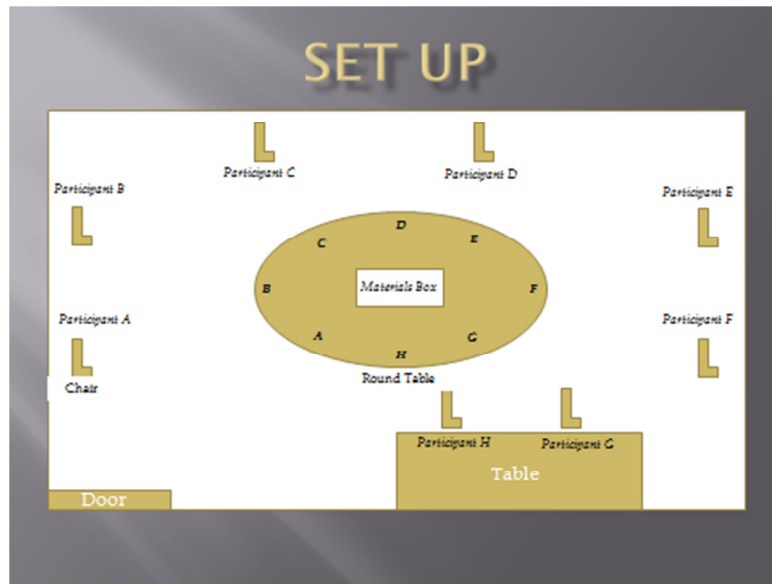 SET UP
Participant C
Participant D
Participant B
Participant E
D
C
E
Materials Box
B
F
Participant A
Participant F
A
G
H
Round Table
Chair
Participant H
Participant G
Table
Door